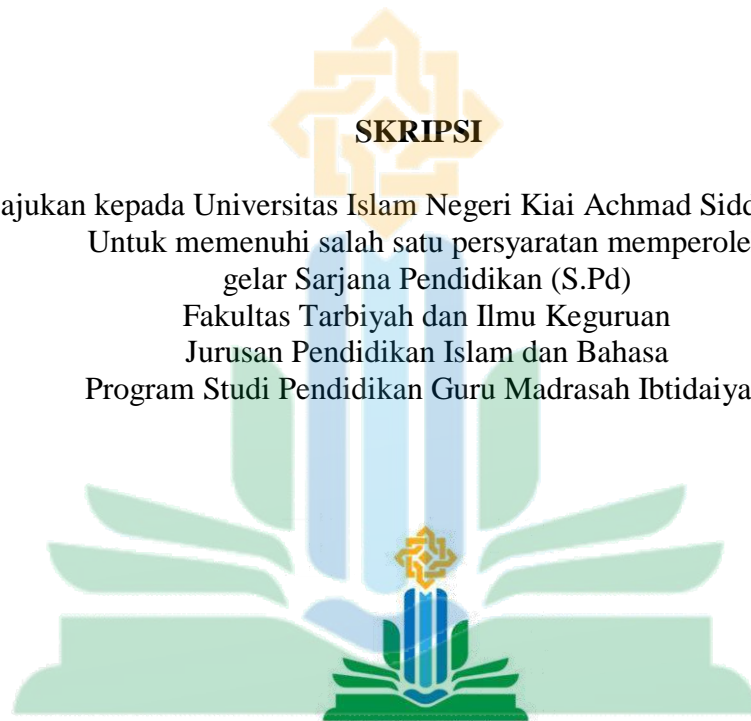 SKRIPSI
ajukan kepada Universitas Islam Negeri Kiai Achmad Sidd
Untuk memenuhi salah satu persyaratan memperole
gelar Sarjana Pendidikan (S.Pd)
Fakultas Tarbiyah dan Ilmu Keguruan
Jurusan Pendidikan Islam dan Bahasa
Program Studi Pendidikan Guru Madrasah Ibtidaiya